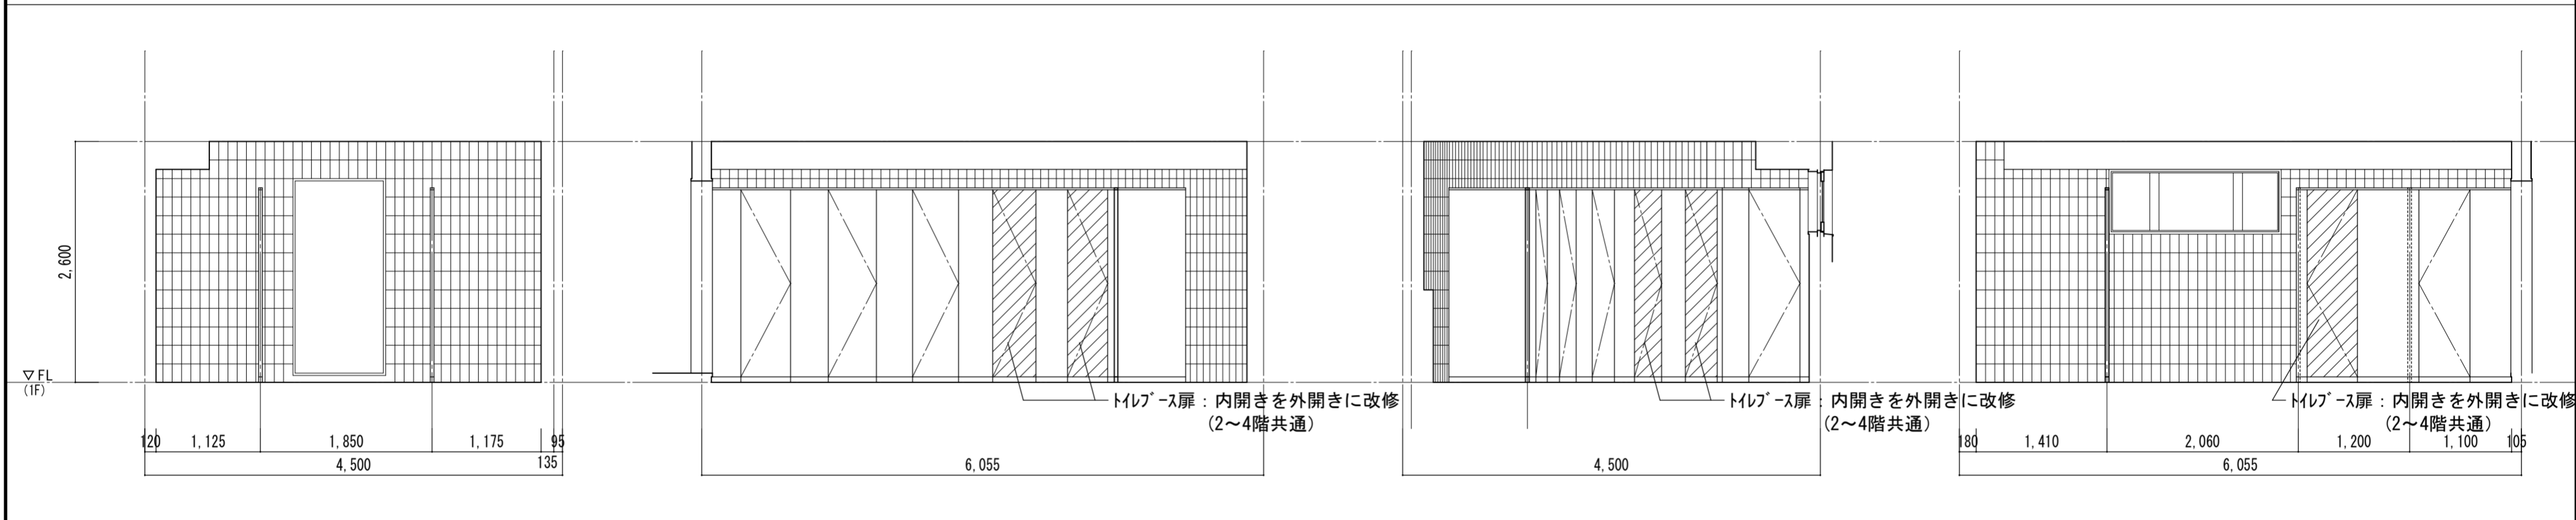 2,600
▽FL
(1F)
120
1,125
1,850
1,175
95
135
4,500
ﾄｲﾚﾌﾞｰｽ扉：内開きを外開きに改修
(2～4階共通)
6,055
ﾄｲﾚﾌﾞｰｽ扉：内開きを外開きに改修
(2～4階共通)
4,500
ﾄｲﾚﾌﾞｰｽ扉：内開きを外開きに改修
(2～4階共通)
180
1,410
2,060
1,200
1,100
105
6,055